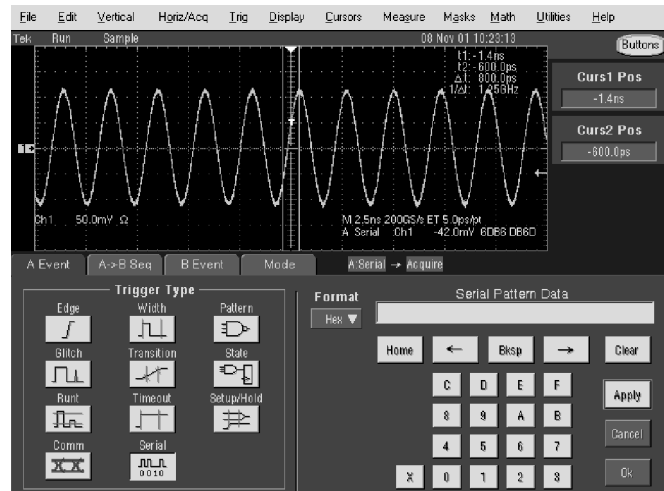 File Edit Vertical Horiz/Acq Trig Display Cursors Measure Masks Math Utilities Help
Tek Run Sample 08 Nov 01 10:23:13 Buttons
t1: -1.4ns
t2: -600.0ps
Δt: 800.0ps
1/Δt: 1.25GHz
Curs1 Pos
-1.4ns
Curs2 Pos
-600.0ps
1
Ch1 50.0mV Ω M 2.5ns 200GS/s ET 5.0ps/pt
A Serial Ch1 -42.0mV 6DB6 DB6D
A Event A->B Seq B Event Mode A:Serial → Acquire
Trigger Type
Edge Width Pattern
Glitch Transition State
Runt Timeout Setup/Hold
Comm Serial
0 0 1 0
Format Serial Pattern Data
Hex
Home ← Bksp → Clear
C D E F
Apply
8 9 A B
Cancel
4 5 6 7
X 0 1 2 3 Ok